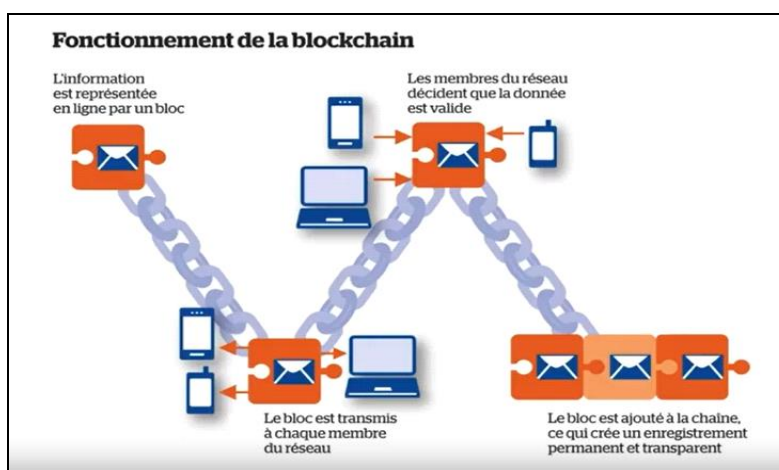 Fonctionnement de la blockchain
L'information
est représentée
en ligne par un bloc
Les membres du réseau
décident que la donnée
est valide
Le bloc est transmis
à chaque membre
du réseau
Le bloc est ajouté à la chaîne,
ce qui crée un enregistrement
permanent et transparent